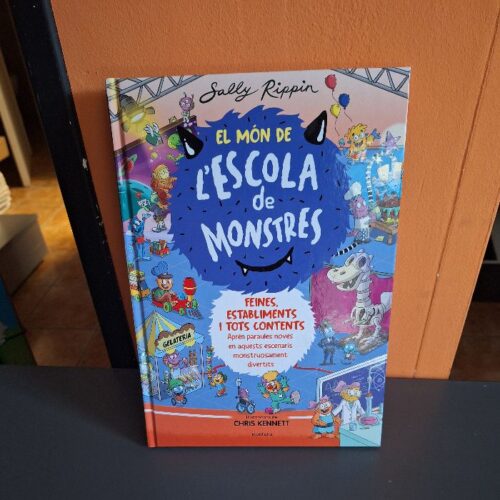 Sally Rippin
EL MÓN DE
L'ESCOLA
de
MONSTRES
FEINES,
ESTABLIMENTS
I TOTS CONTENTS
Aprèn paraules noves
en aquests escenaris
monstruosament
divertits
GELATERIA
CHRIS KENNETT